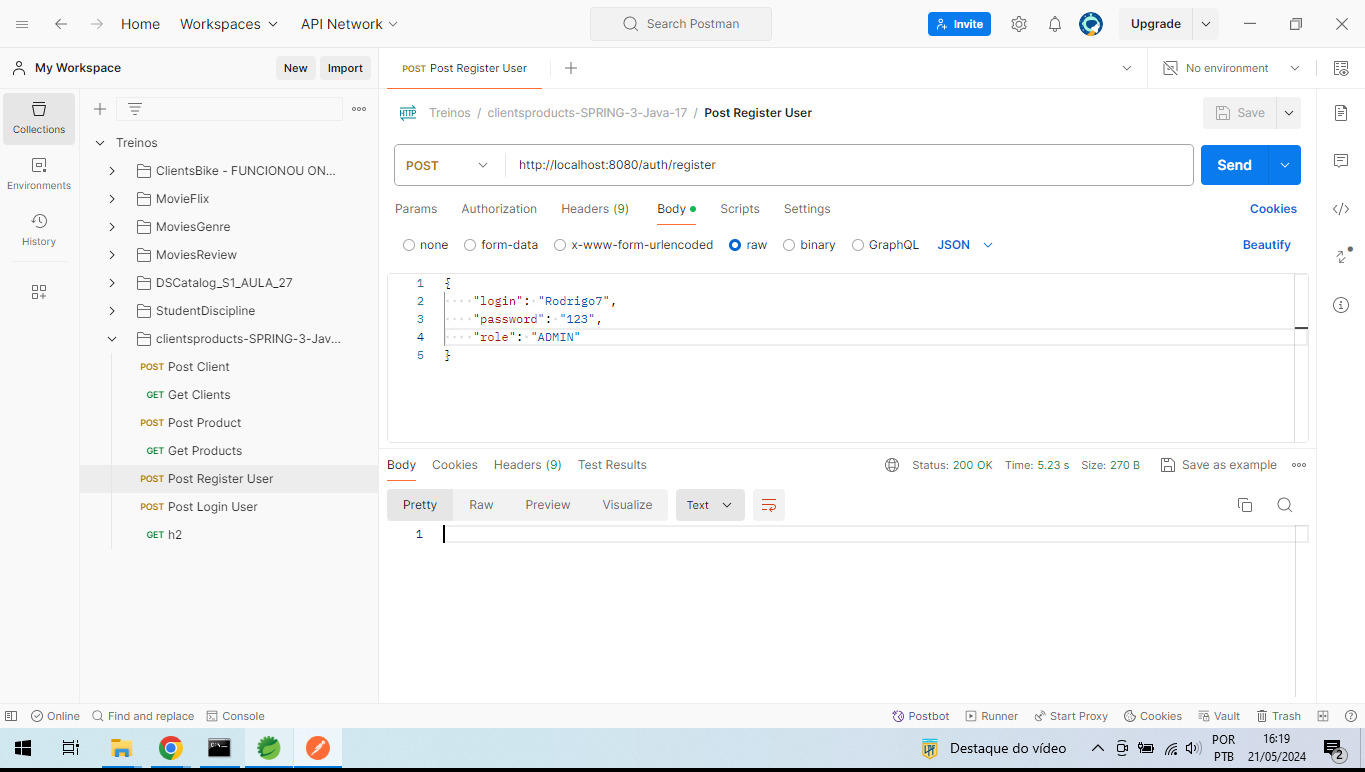 Home Workspaces API Network Search Postman Invite Upgrade
My Workspace New Import POST Post Register User No environment
Collections
Environments
History
Treinos
ClientsBike - FUNCIONOU ON...
MovieFlix
MoviesGenre
MoviesReview
DSCatalog_S1_AULA_27
StudentDiscipline
clientsproducts-SPRING-3-Jav...
POST Post Client
GET Get Clients
POST Post Product
GET Get Products
POST Post Register User
POST Post Login User
GET h2
HTTP Treinos / clientsproducts-SPRING-3-Java-17 / Post Register User Save
POST http://localhost:8080/auth/register Send
Params Authorization Headers (9) Body Scripts Settings Cookies
none form-data x-www-form-urlencoded raw binary GraphQL JSON Beautify
1 {
2 "login": "Rodrigo7",
3 "password": "123",
4 "role": "ADMIN"
5 }
Body Cookies Headers (9) Test Results Status: 200 OK Time: 5.23 s Size: 270 B Save as example
Pretty Raw Preview Visualize Text
1
Online Find and replace Console Postbot Runner Start Proxy Cookies Vault Trash
Destaque do vídeo POR 16:19
PTB 21/05/2024 2